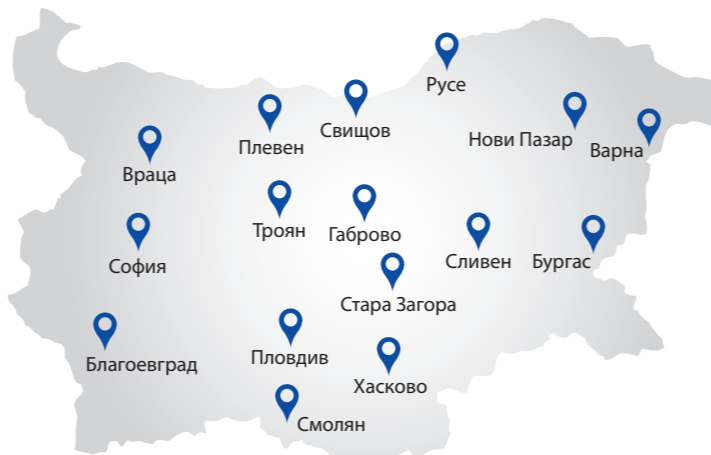 Русе
Свищов
Плевен
Нови Пазар
Варна
Враца
Троян
Габрово
София
Сливен
Бургас
Стара Загора
Благоевград
Пловдив
Хасково
Смолян